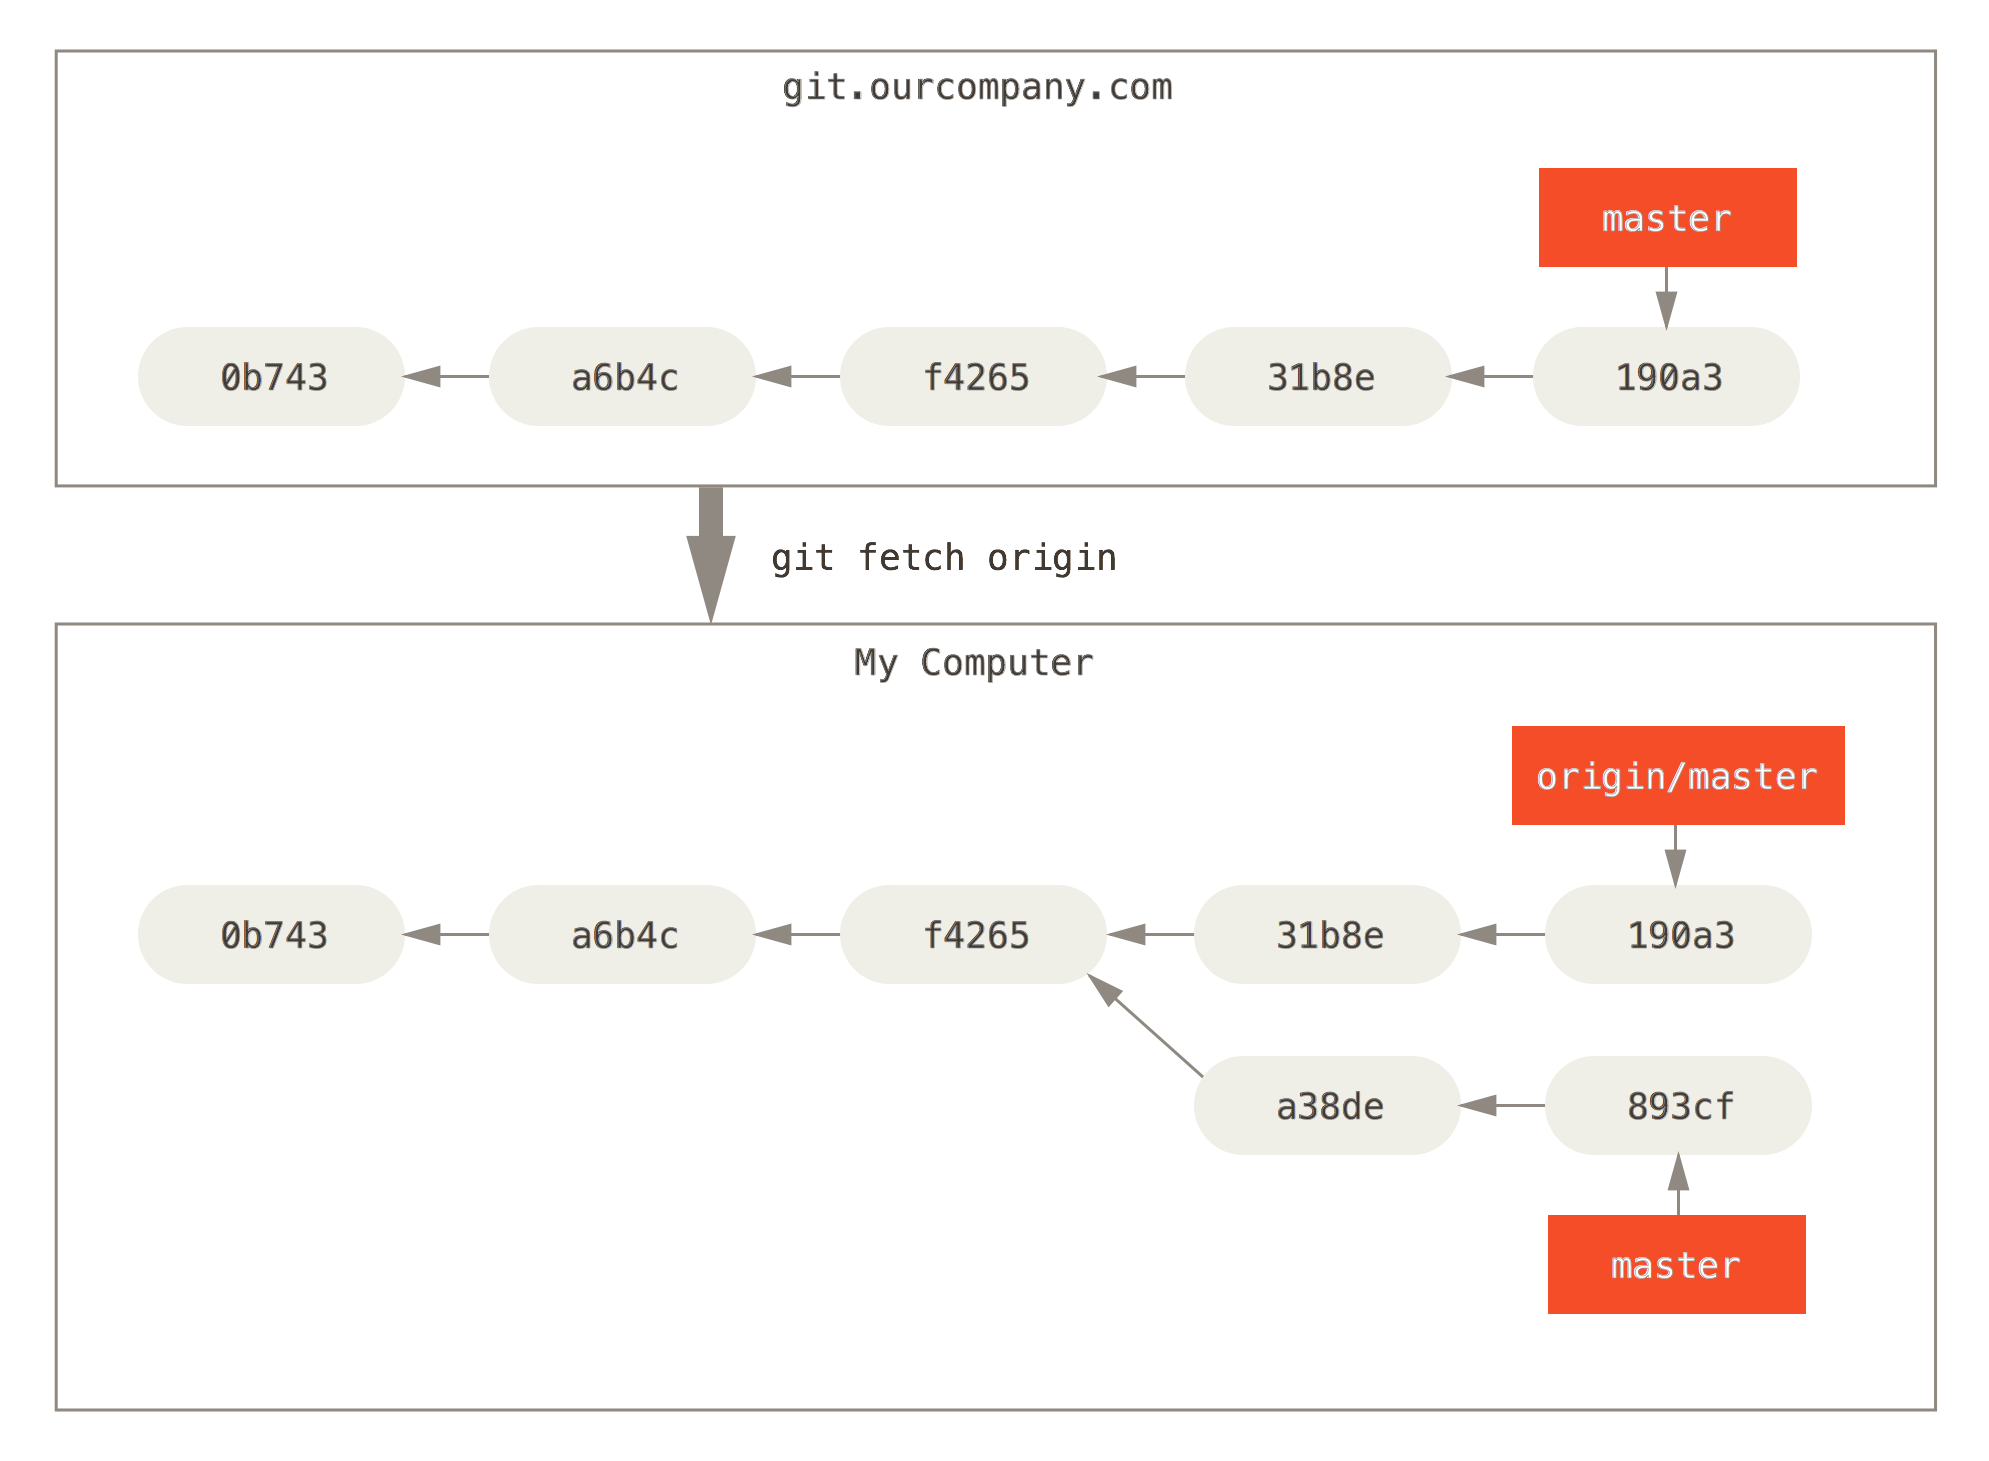 git.ourcompany.com
master
0b743 a6b4c f4265 31b8e 190a3
git fetch origin
My Computer
origin/master
0b743 a6b4c f4265 31b8e 190a3
a38de 893cf
master